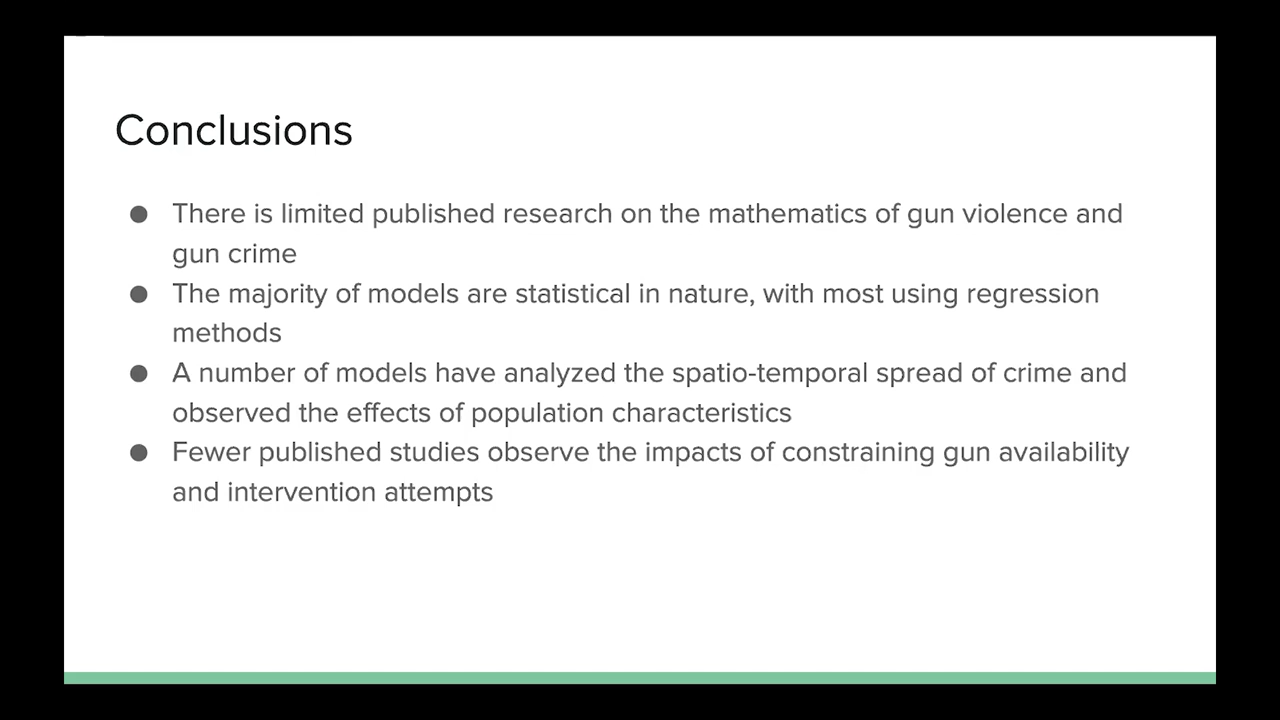 Conclusions
● There is limited published research on the mathematics of gun violence and
gun crime
● The majority of models are statistical in nature, with most using regression
methods
● A number of models have analyzed the spatio-temporal spread of crime and
observed the effects of population characteristics
● Fewer published studies observe the impacts of constraining gun availability
and intervention attempts